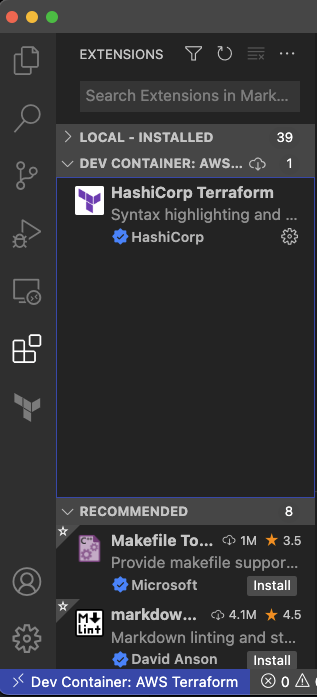 EXTENSIONS
Search Extensions in Mark...
LOCAL - INSTALLED 39
DEV CONTAINER: AWS... 1
HashiCorp Terraform
Syntax highlighting and ...
HashiCorp
RECOMMENDED 8
Makefile To... 1M 3.5
Provide makefile suppor...
Microsoft Install
markdow... 4.1M 4.5
Markdown linting and st...
David Anson Install
Dev Container: AWS Terraform 0